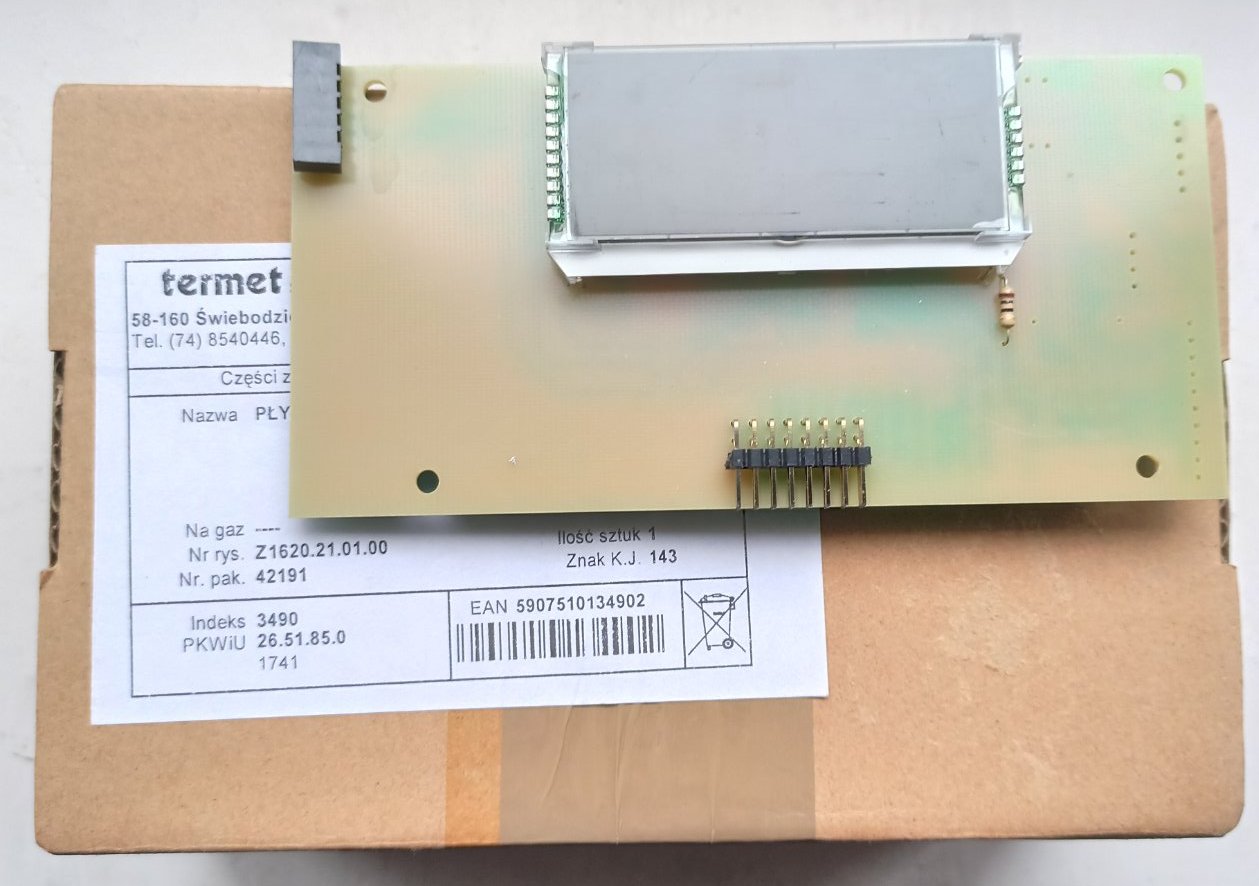 termet
58-160 Świebodzi
Tel. (74) 8540446,
Części z
Nazwa PŁY
Na gaz ----
Ilość sztuk 1
Nr rys. Z1620.21.01.00
Znak K.J. 143
Nr. pak. 42191
Indeks 3490
EAN 5907510134902
PKWiU 26.51.85.0
1741